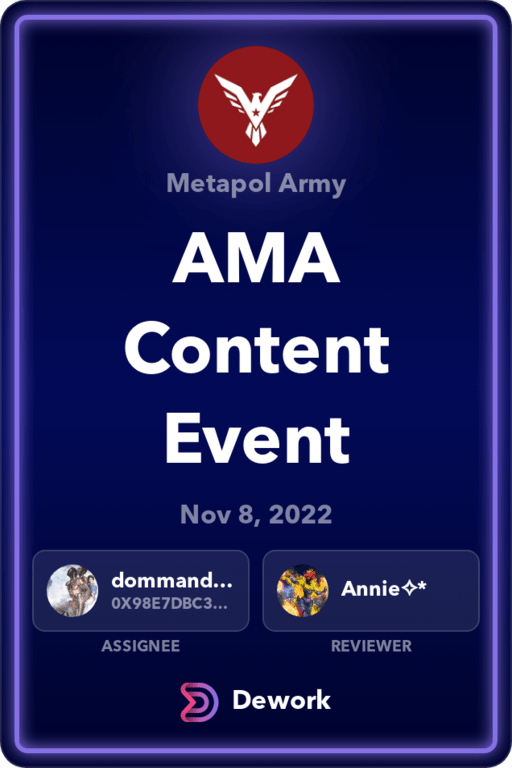 Metapol Army
AMA
Content
Event
Nov 8, 2022
dommand...
0X98E7DBC3...
ASSIGNEE
Annie✧*
REVIEWER
Dework